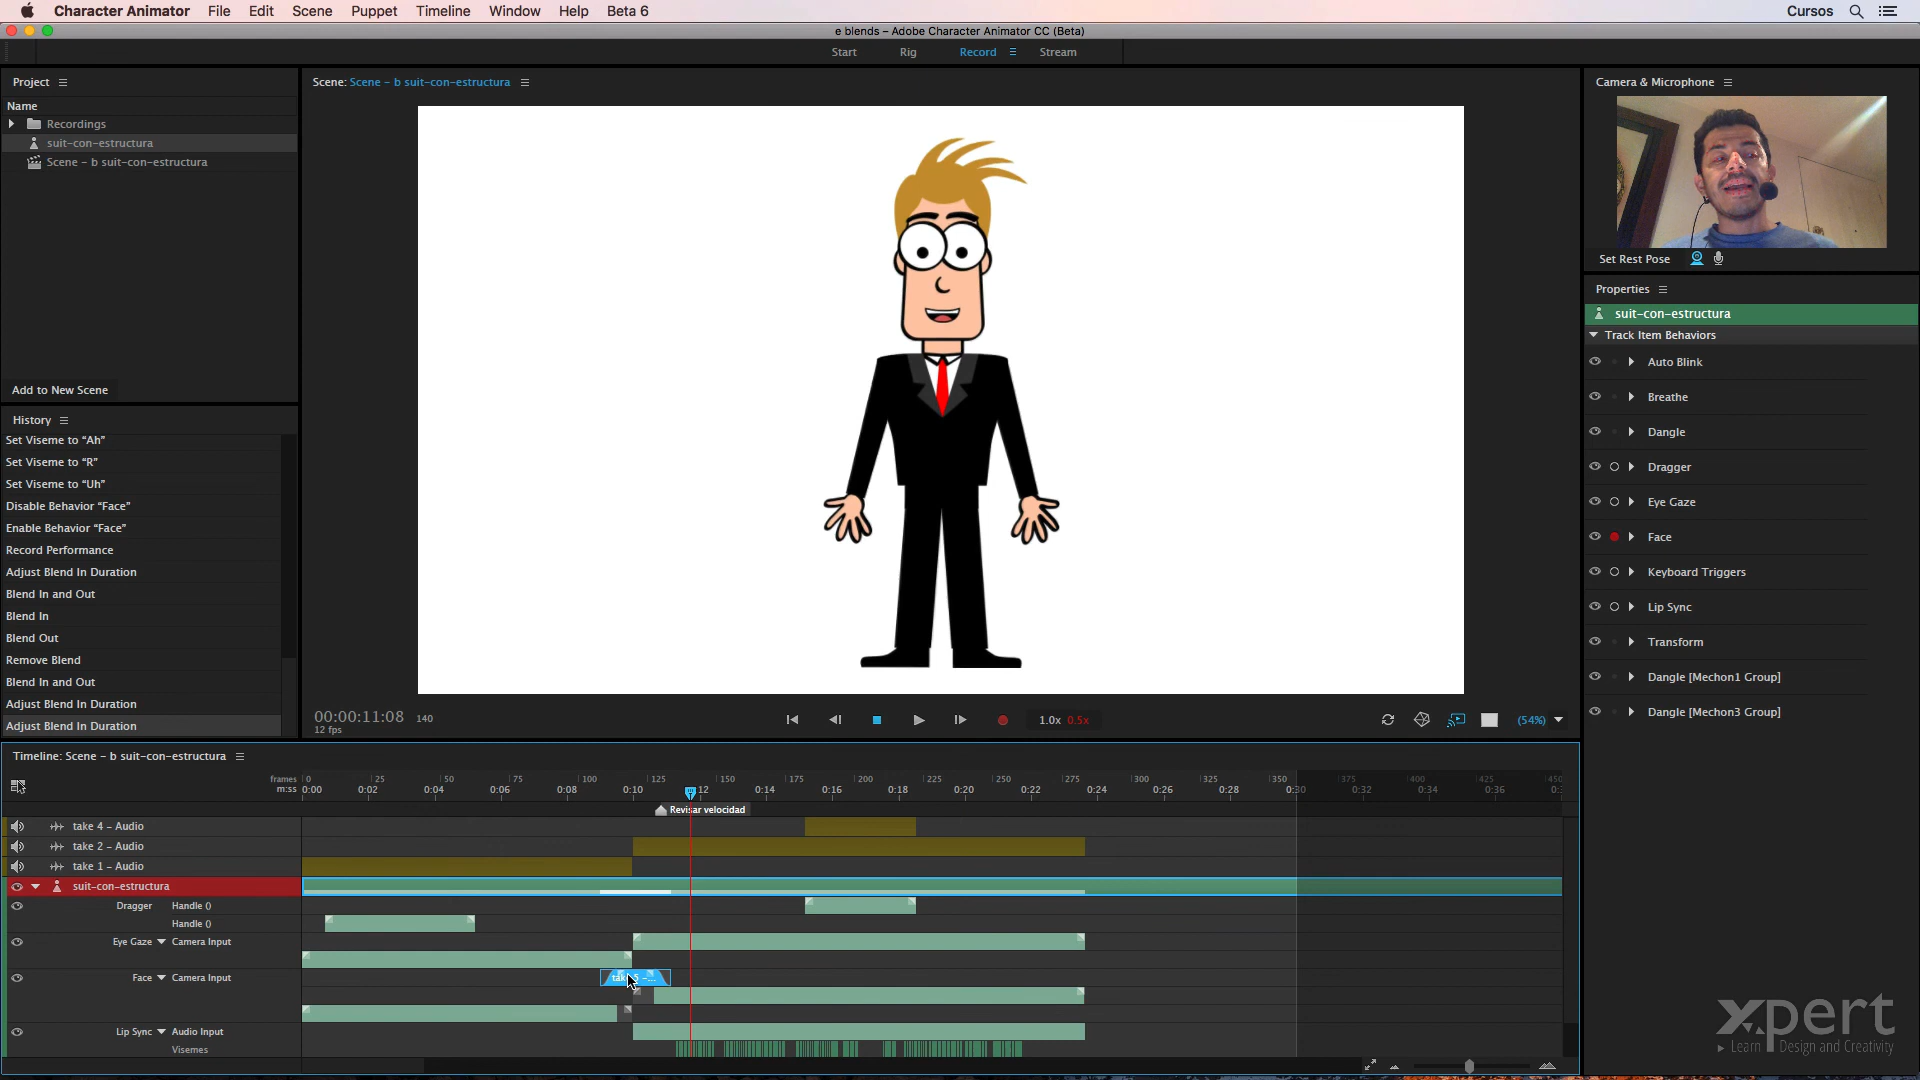 Character Animator File Edit Scene Puppet Timeline Window Help Beta 6 Cursos
e blends – Adobe Character Animator CC (Beta)
Start Rig Record Stream
Project
Name
Recordings
suit-con-estructura
Scene – b suit-con-estructura
Add to New Scene
History
Set Viseme to “Ah”
Set Viseme to “R”
Set Viseme to “Uh”
Disable Behavior “Face”
Enable Behavior “Face”
Record Performance
Adjust Blend In Duration
Blend In and Out
Blend In
Blend Out
Remove Blend
Blend In and Out
Adjust Blend In Duration
Adjust Blend In Duration
Scene: Scene – b suit-con-estructura
00:00:11:08 140
12 fps
1.0x 0.5x
(54%)
Camera & Microphone
Set Rest Pose
Properties
suit-con-estructura
Track Item Behaviors
Auto Blink
Breathe
Dangle
Dragger
Eye Gaze
Face
Keyboard Triggers
Lip Sync
Transform
Dangle [Mechon1 Group]
Dangle [Mechon3 Group]
Timeline: Scene – b suit-con-estructura
frames 0 25 50 75 100 125 150 175 200 225 250 275 300 325 350 375 400 425 450
m:ss 0:00 0:02 0:04 0:06 0:08 0:10 12 0:14 0:16 0:18 0:20 0:22 0:24 0:26 0:28 0:30 0:32 0:34 0:36
Revisar velocidad
take 4 – Audio
take 2 – Audio
take 1 – Audio
suit-con-estructura
Dragger Handle ()
Handle ()
Eye Gaze Camera Input
Face Camera Input
Lip Sync Audio Input
Visemes
xpert
Learn Design and Creativity